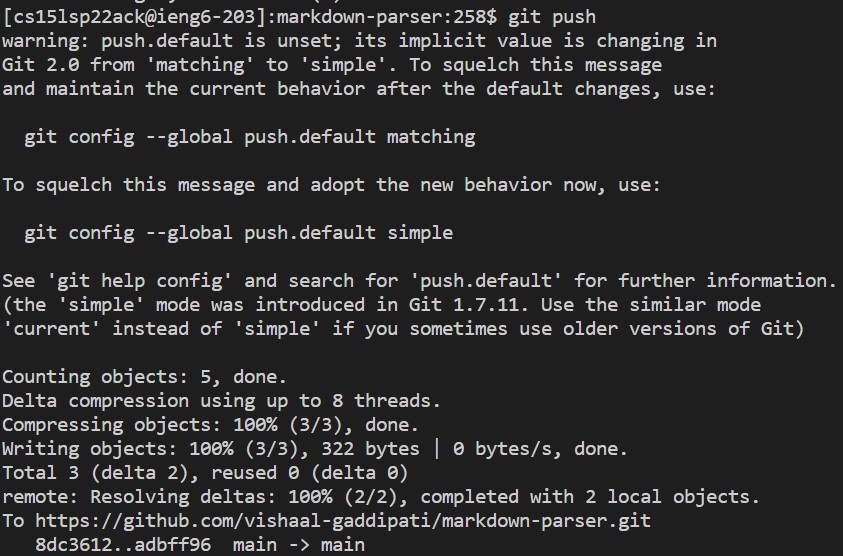 [cs15lsp22ack@ieng6-203]:markdown-parser:258$ git push
warning: push.default is unset; its implicit value is changing in
Git 2.0 from 'matching' to 'simple'. To squelch this message
and maintain the current behavior after the default changes, use:
  git config --global push.default matching
To squelch this message and adopt the new behavior now, use:
  git config --global push.default simple
See 'git help config' and search for 'push.default' for further information.
(the 'simple' mode was introduced in Git 1.7.11. Use the similar mode
'current' instead of 'simple' if you sometimes use older versions of Git)
Counting objects: 5, done.
Delta compression using up to 8 threads.
Compressing objects: 100% (3/3), done.
Writing objects: 100% (3/3), 322 bytes | 0 bytes/s, done.
Total 3 (delta 2), reused 0 (delta 0)
remote: Resolving deltas: 100% (2/2), completed with 2 local objects.
To https://github.com/vishaal-gaddipati/markdown-parser.git
   8dc3612..adbff96  main -> main